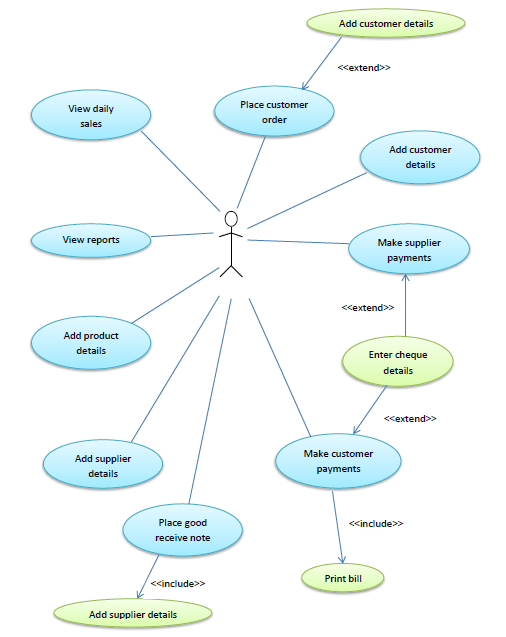 Add customer details
<<extend>>
View daily
sales
Place customer
order
Add customer
details
View reports
Make supplier
payments
<<extend>>
Add product
details
Enter cheque
details
<<extend>>
Add supplier
details
Make customer
payments
Place good
receive note
<<include>>
Print bill
<<include>>
Add supplier details